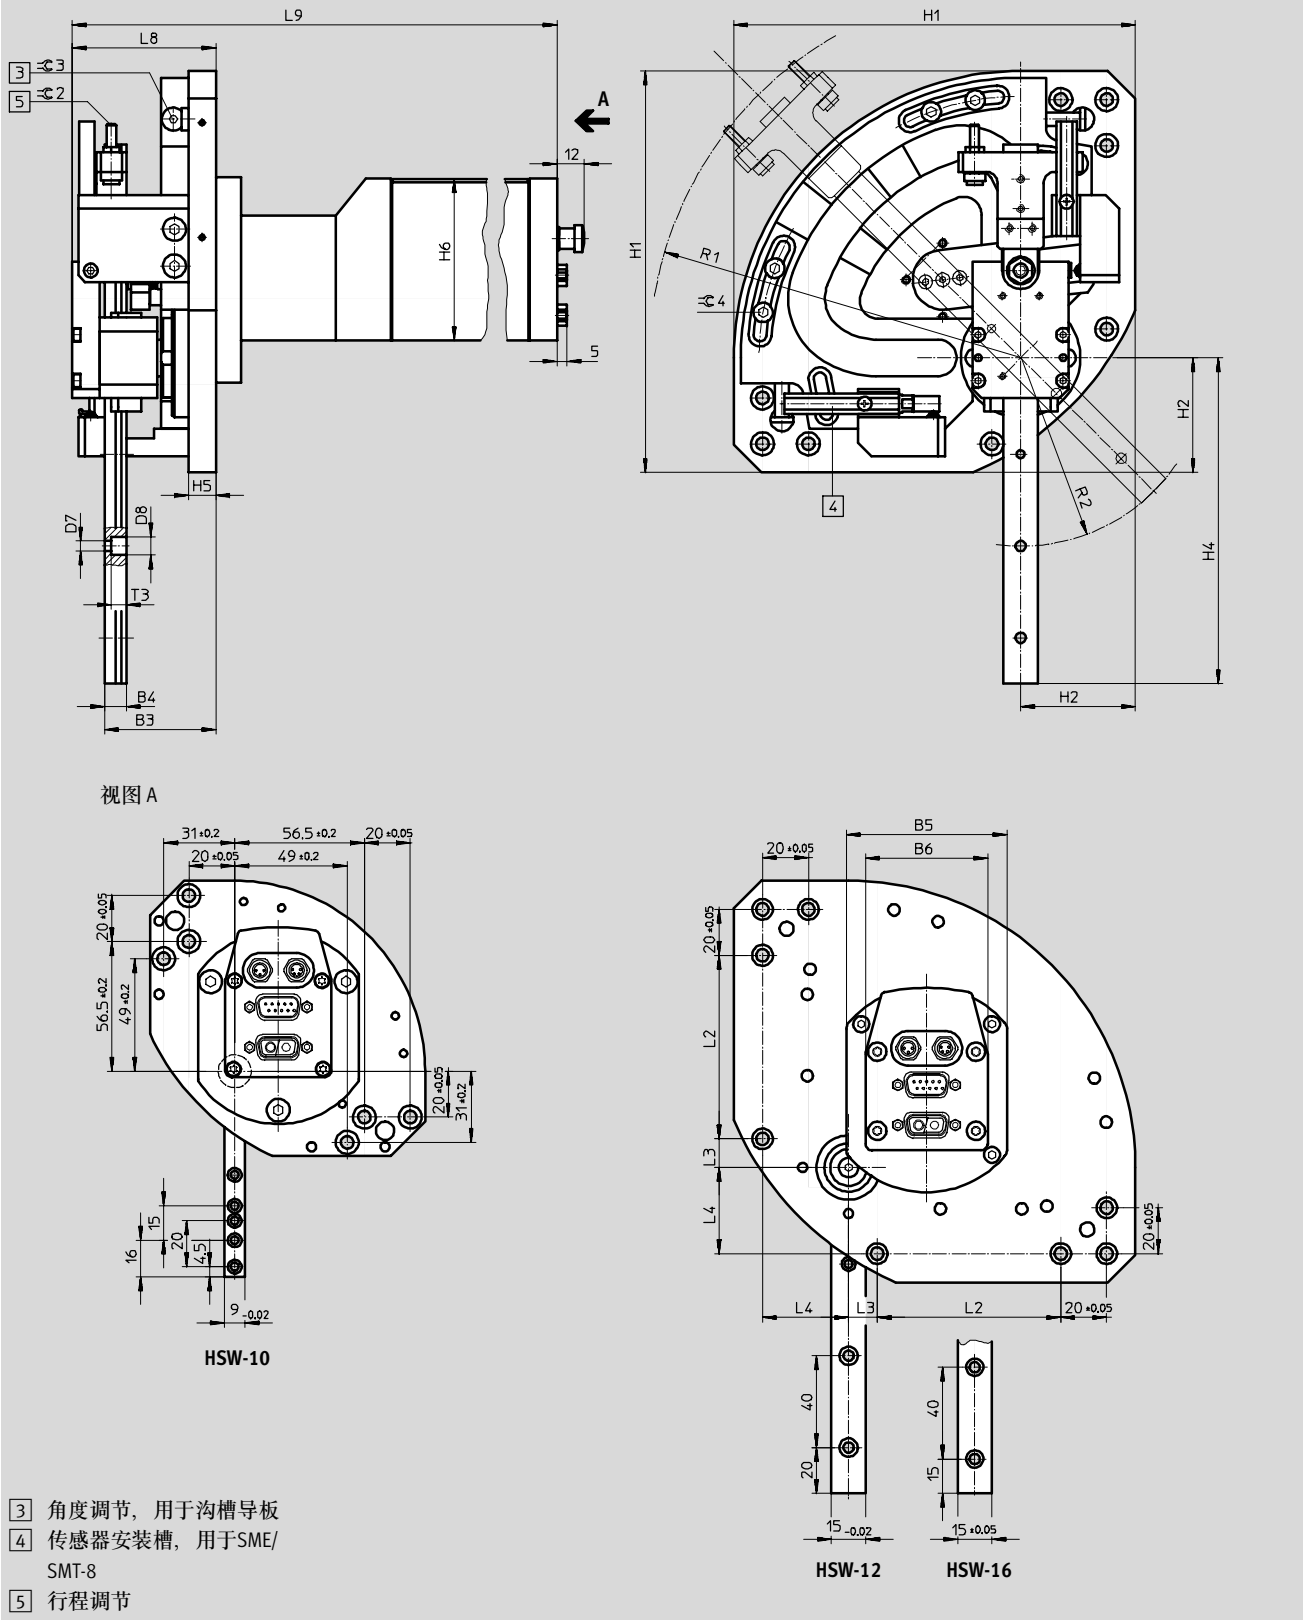 L9
L8
3
3
5
2
A
12
H6
5
H5
D7
D8
T3
B4
B3
H1
H1
R1
4
H2
R2
H4
4
H2
视图 A
31 ±0.2
56.5 ±0.2
20 ±0.05
20 ±0.05
49 ±0.2
20 ±0.05
56.5 ±0.2
49 ±0.2
20 ±0.05
31 ±0.2
15
20
16
4.5
9 -0.02
HSW-10
B5
B6
20 ±0.05
20 ±0.05
L2
L3
L4
20 ±0.05
L4
L3
L2
20 ±0.05
40
20
40
15
15 -0.02
15 ±0.05
HSW-12
HSW-16
3 角度调节，用于沟槽导板
4 传感器安装槽，用于SME/
SMT-8
5 行程调节